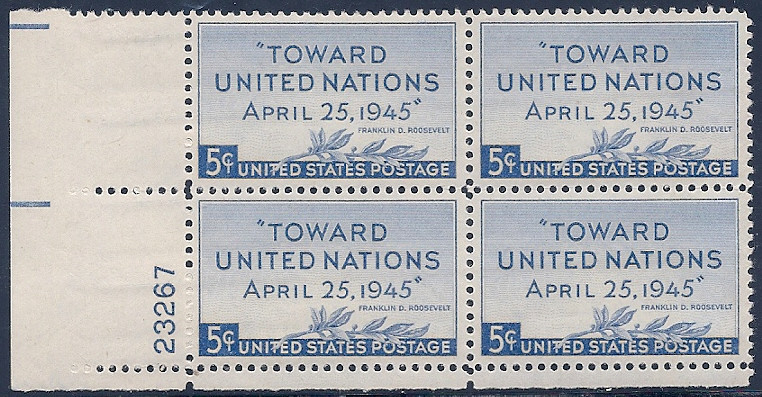 "TOWARD
UNITED NATIONS
APRIL 25, 1945"
FRANKLIN D. ROOSEVELT
5¢ UNITED STATES POSTAGE
"TOWARD
UNITED NATIONS
APRIL 25, 1945"
FRANKLIN D. ROOSEVELT
5¢ UNITED STATES POSTAGE
23267
"TOWARD
UNITED NATIONS
APRIL 25, 1945"
FRANKLIN D. ROOSEVELT
5¢ UNITED STATES POSTAGE
"TOWARD
UNITED NATIONS
APRIL 25, 1945"
FRANKLIN D. ROOSEVELT
5¢ UNITED STATES POSTAGE